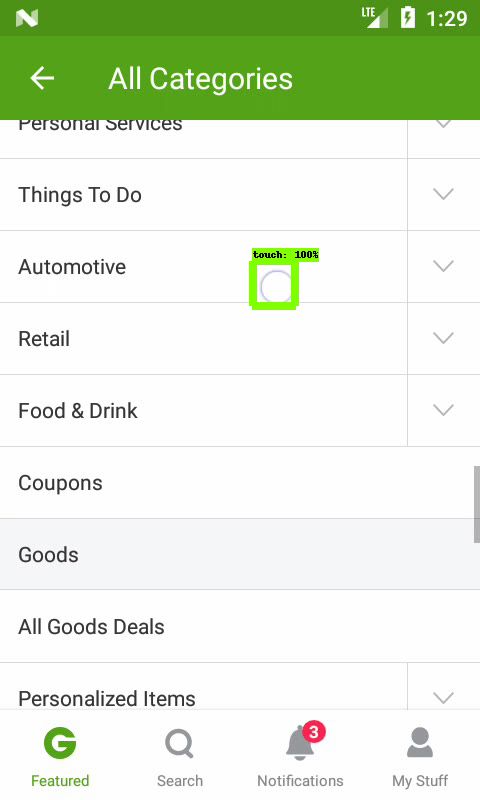 LTE 1:29
All Categories
Personal Services
Things To Do
touch: 100%
Automotive
Retail
Food & Drink
Coupons
Goods
All Goods Deals
Personalized Items
3
Featured Search Notifications My Stuff